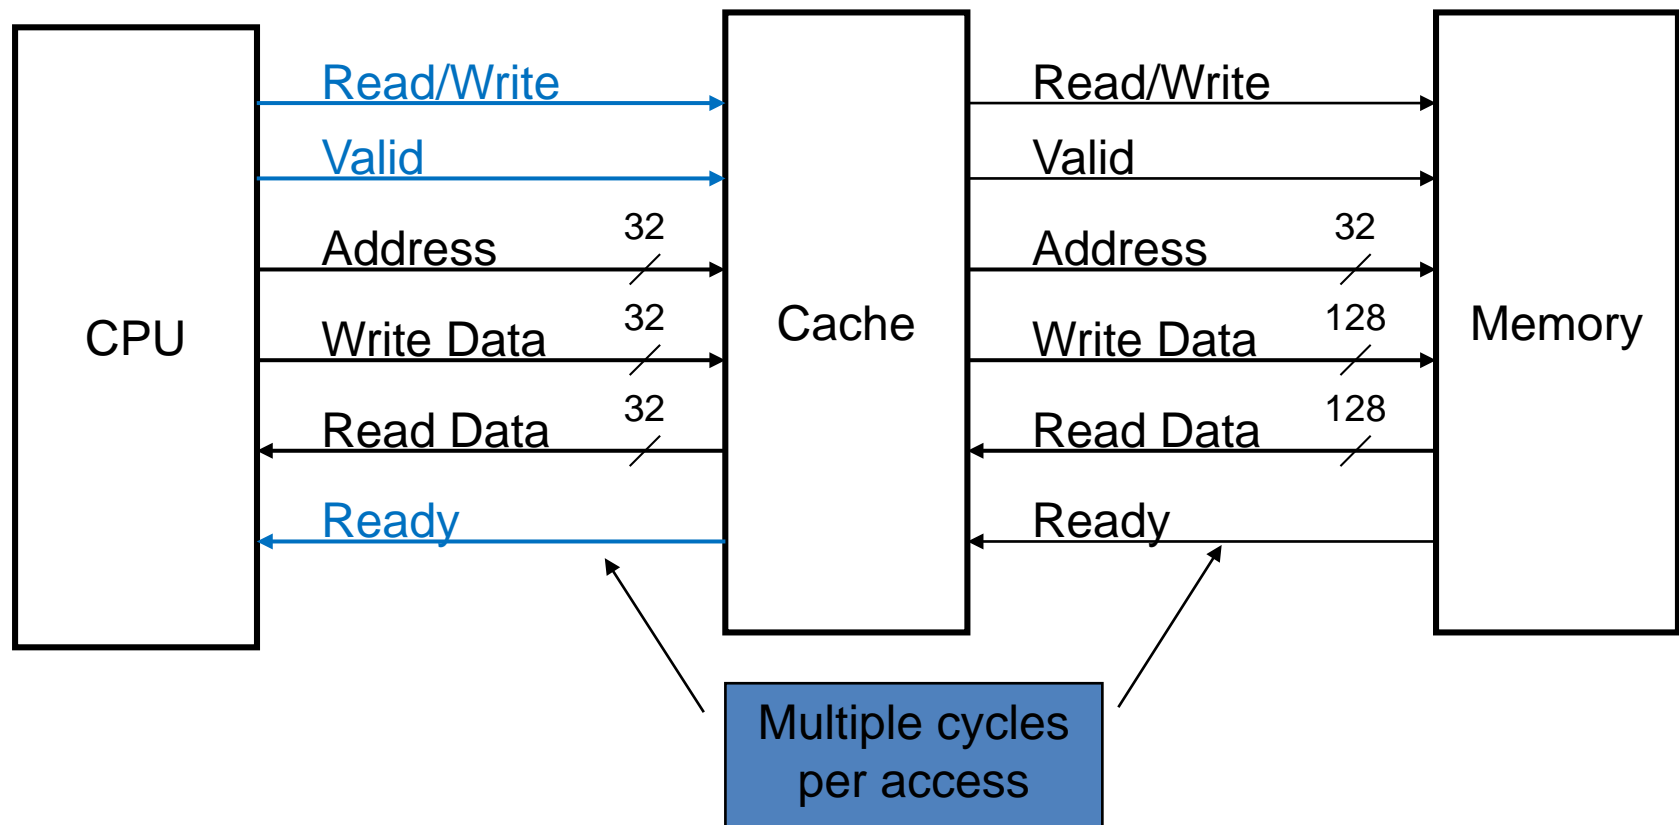 Read/Write
Valid
Address
32
Write Data
32
Read Data
32
Ready
CPU
Cache
Read/Write
Valid
Address
32
Write Data
128
Read Data
128
Ready
Memory
Multiple cycles
per access